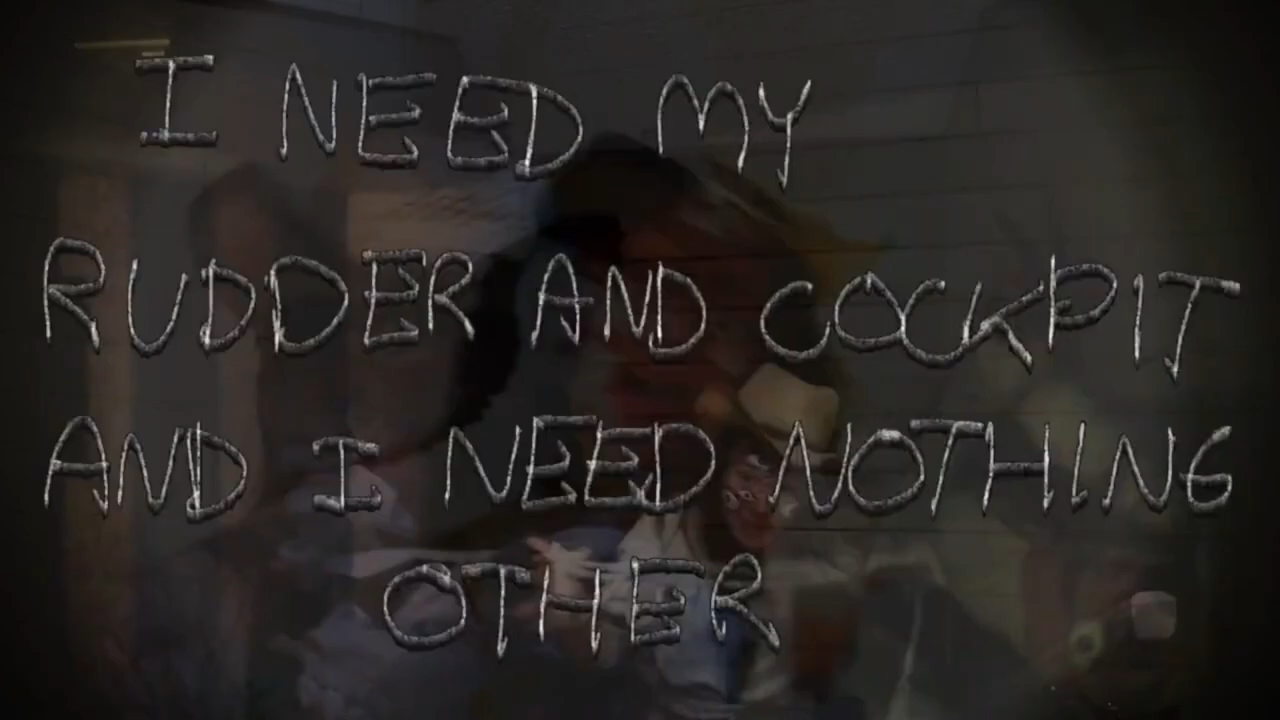 I NEED MY
RUDDER AND COCKPIT
AND I NEED NOTHING
OTHER